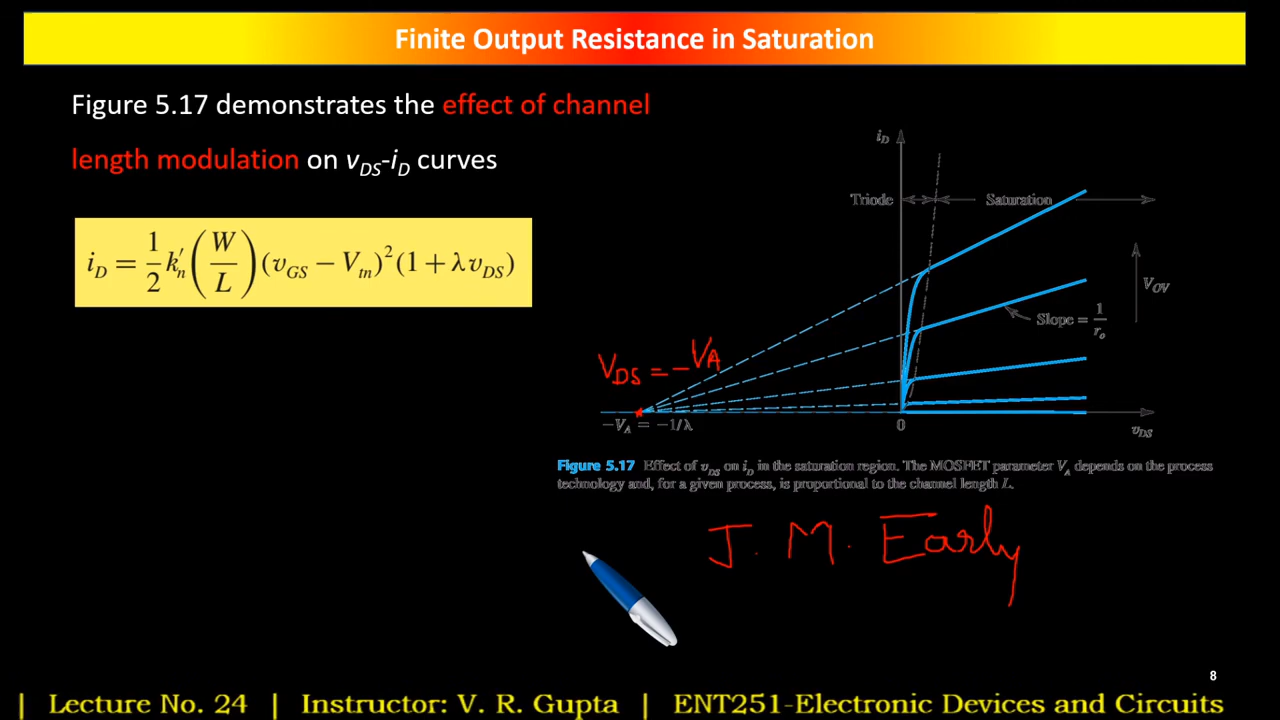 Finite Output Resistance in Saturation
Figure 5.17 demonstrates the effect of channel
length modulation on vDS-iD curves
iD = 1/2 k′n (W/L) (vGS − Vtn)² (1 + λvDS)
iD
Triode
Saturation
VOV
Slope = 1/ro
VDS = −VA
−VA = −1/λ
0
vDS
Figure 5.17 Effect of vDS on iD in the saturation region. The MOSFET parameter VA depends on the process
technology and, for a given process, is proportional to the channel length L.
J. M. Early
8
| Lecture No. 24 | Instructor: V. R. Gupta | ENT251-Electronic Devices and Circuits